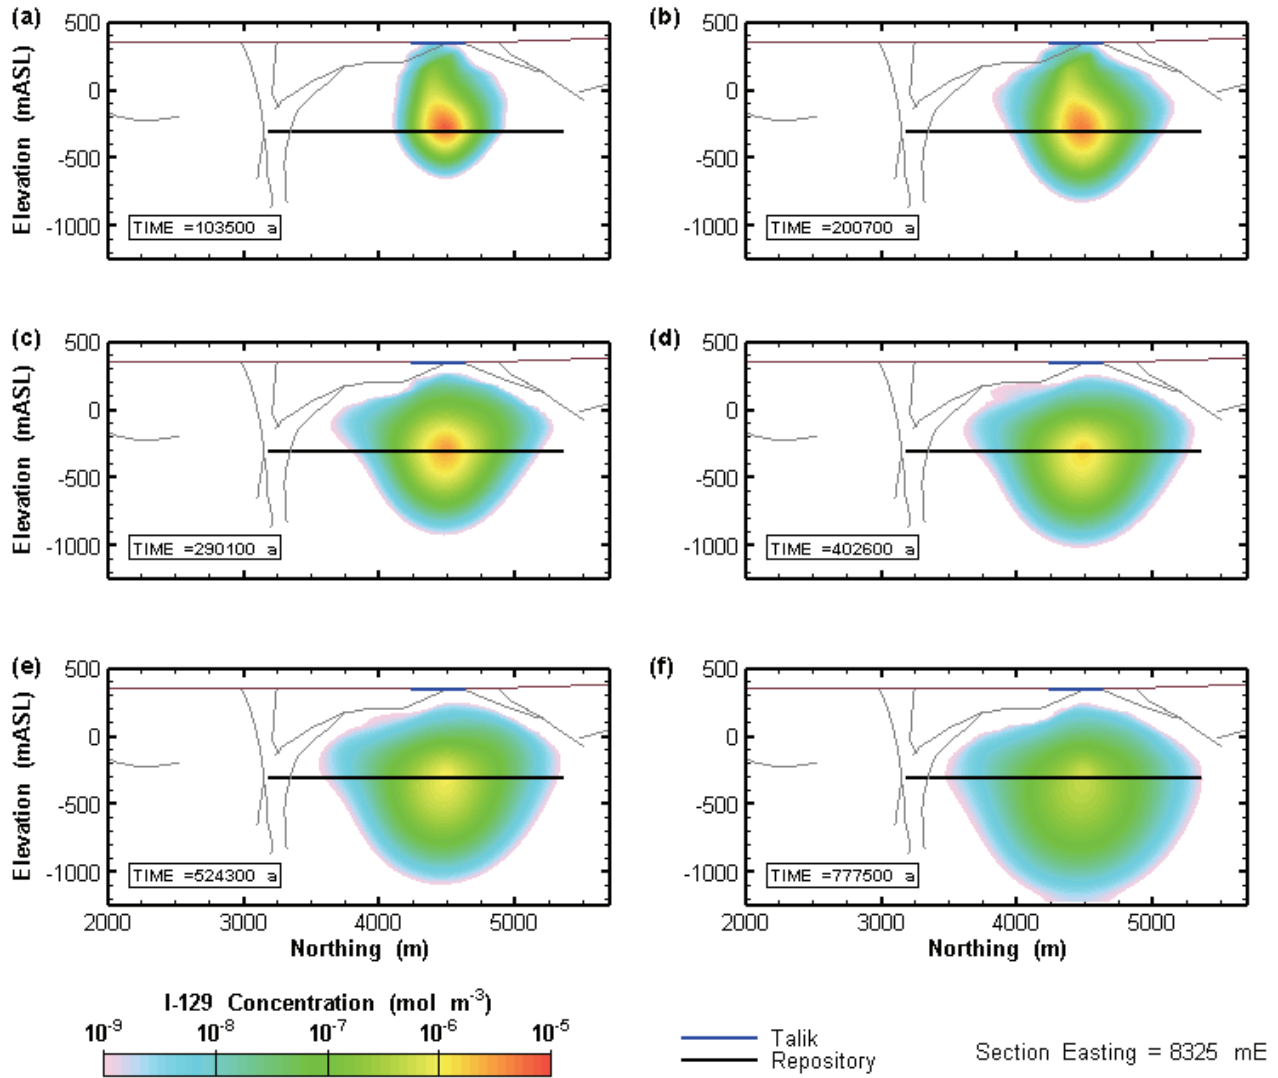 (a)
500
0
-500
-1000
Elevation (mASL)
TIME =103500 a
(b)
500
0
-500
-1000
TIME =200700 a
(c)
500
0
-500
-1000
Elevation (mASL)
TIME =290100 a
(d)
500
0
-500
-1000
TIME =402600 a
(e)
500
0
-500
-1000
Elevation (mASL)
TIME =524300 a
2000 3000 4000 5000
Northing (m)
(f)
500
0
-500
-1000
TIME =777500 a
2000 3000 4000 5000
Northing (m)
I-129 Concentration (mol m⁻³)
10⁻⁹ 10⁻⁸ 10⁻⁷ 10⁻⁶ 10⁻⁵
Talik
Repository
Section Easting = 8325 mE